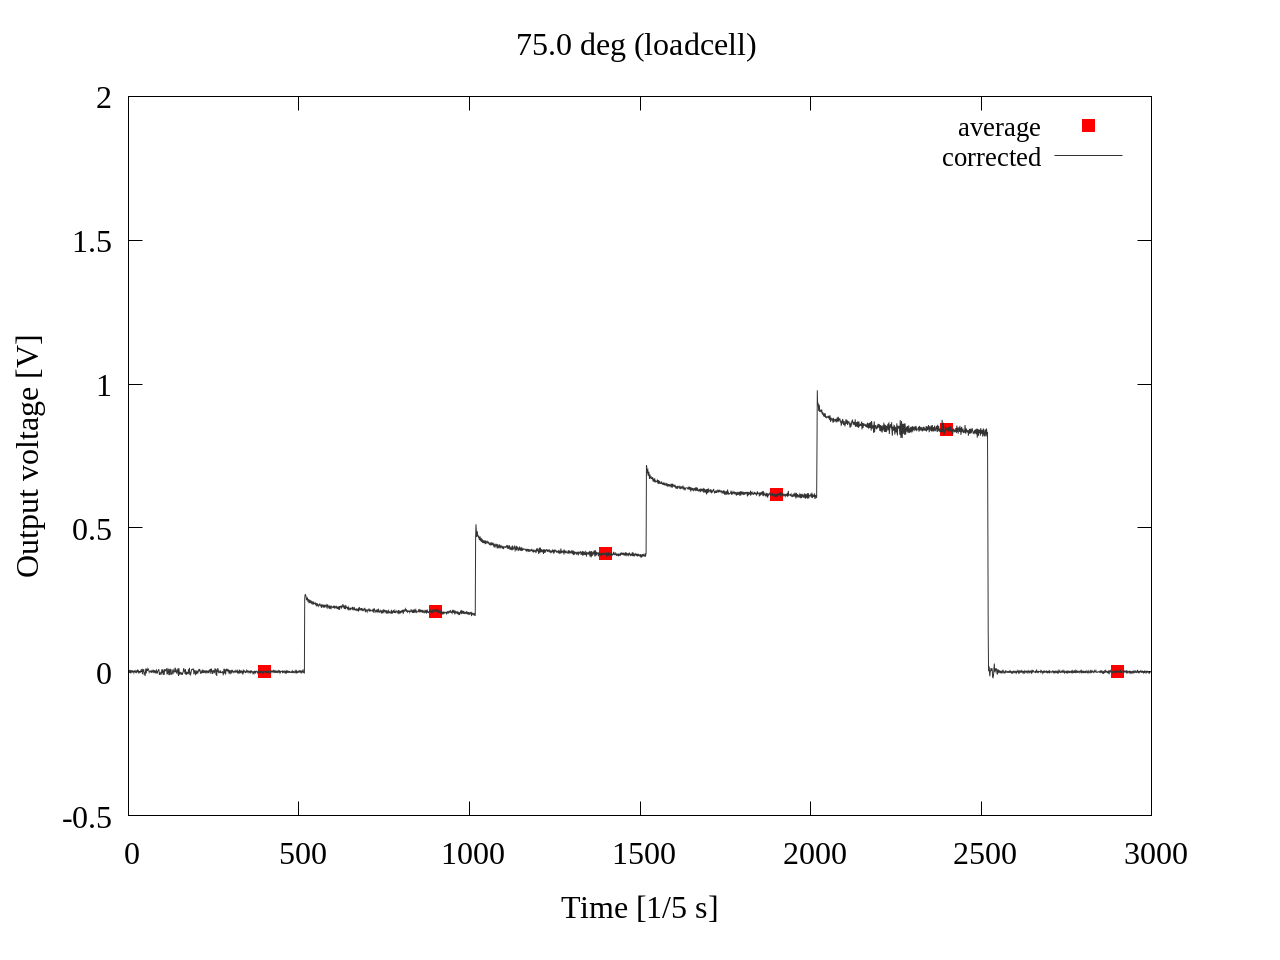 75.0 deg (loadcell)
average
corrected
2
1.5
1
0.5
0
-0.5
Output voltage [V]
0 500 1000 1500 2000 2500 3000
Time [1/5 s]